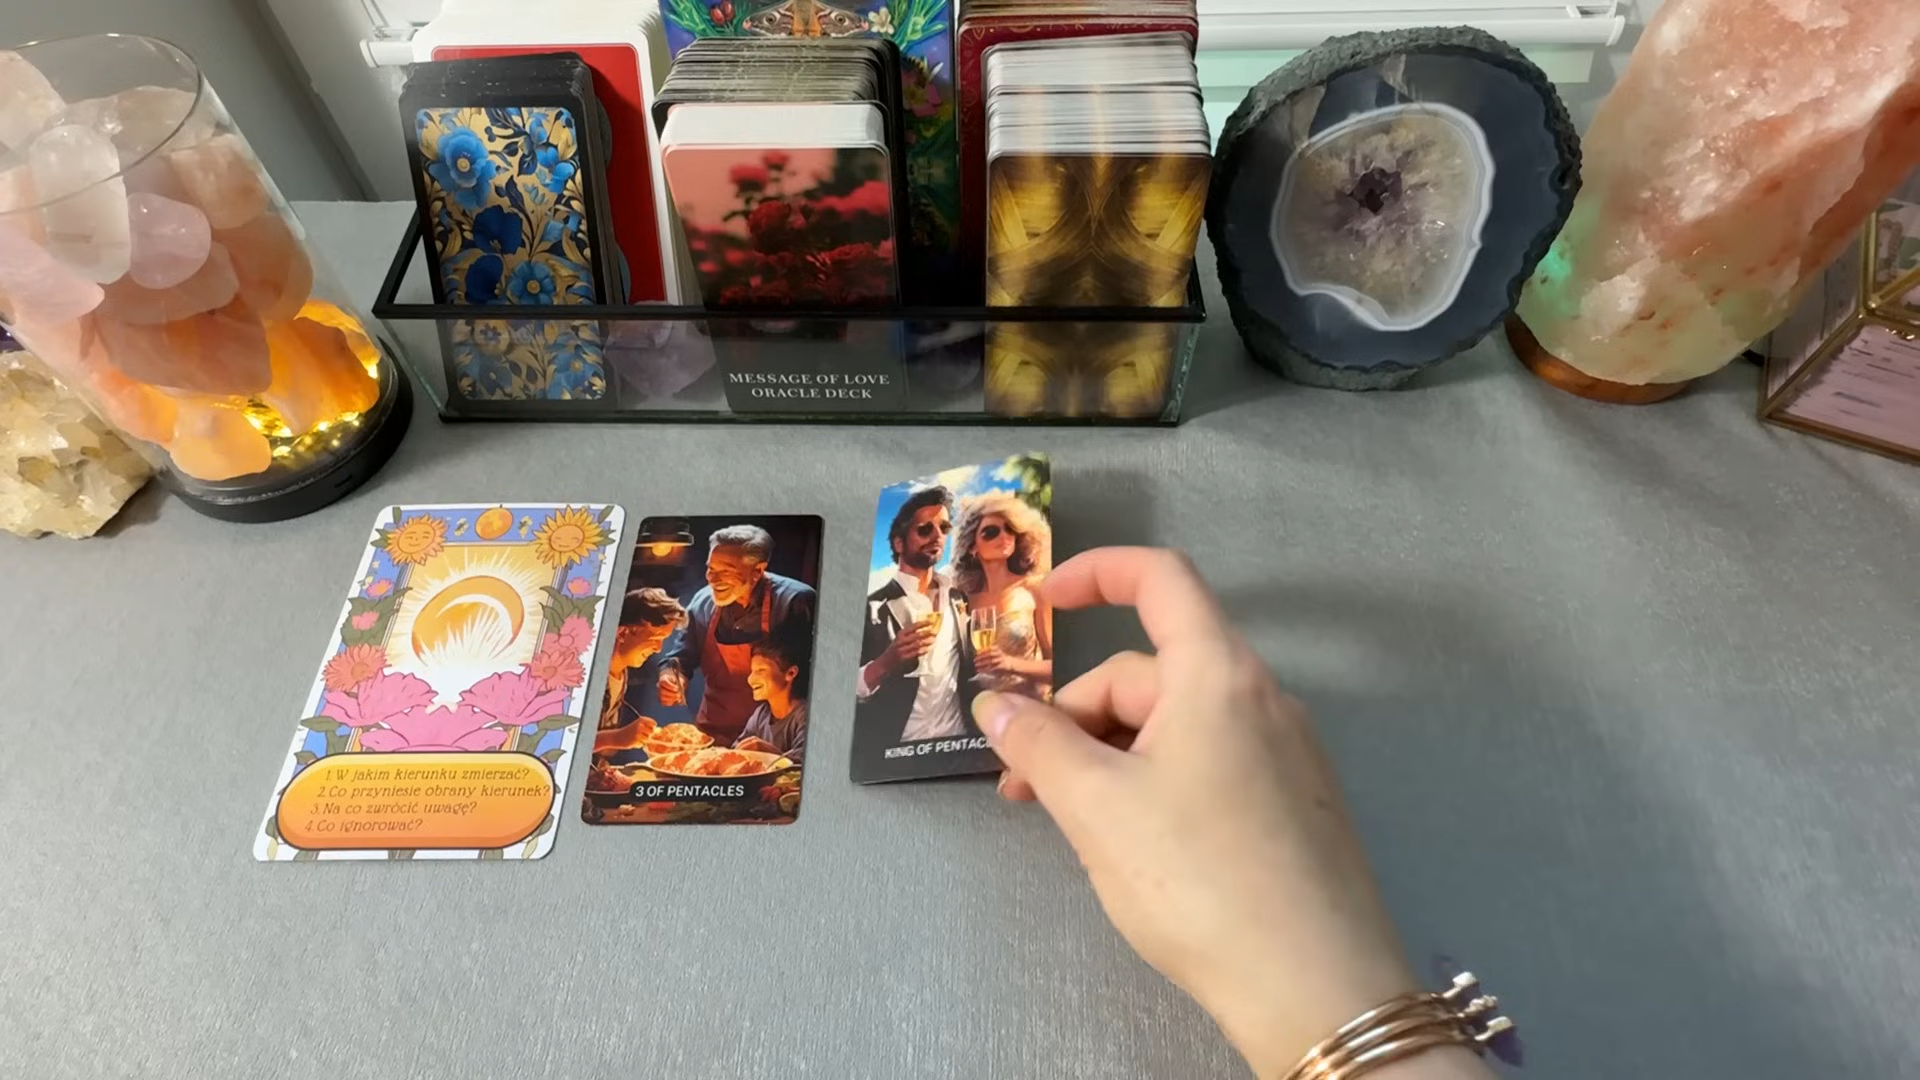 MESSAGE OF LOVE
ORACLE DECK
1. W jakim kierunku zmierzać?
2. Co przyniesie obrany kierunek?
3. Na co zwrócić uwagę?
4. Co ignorować?
3 OF PENTACLES
KING OF